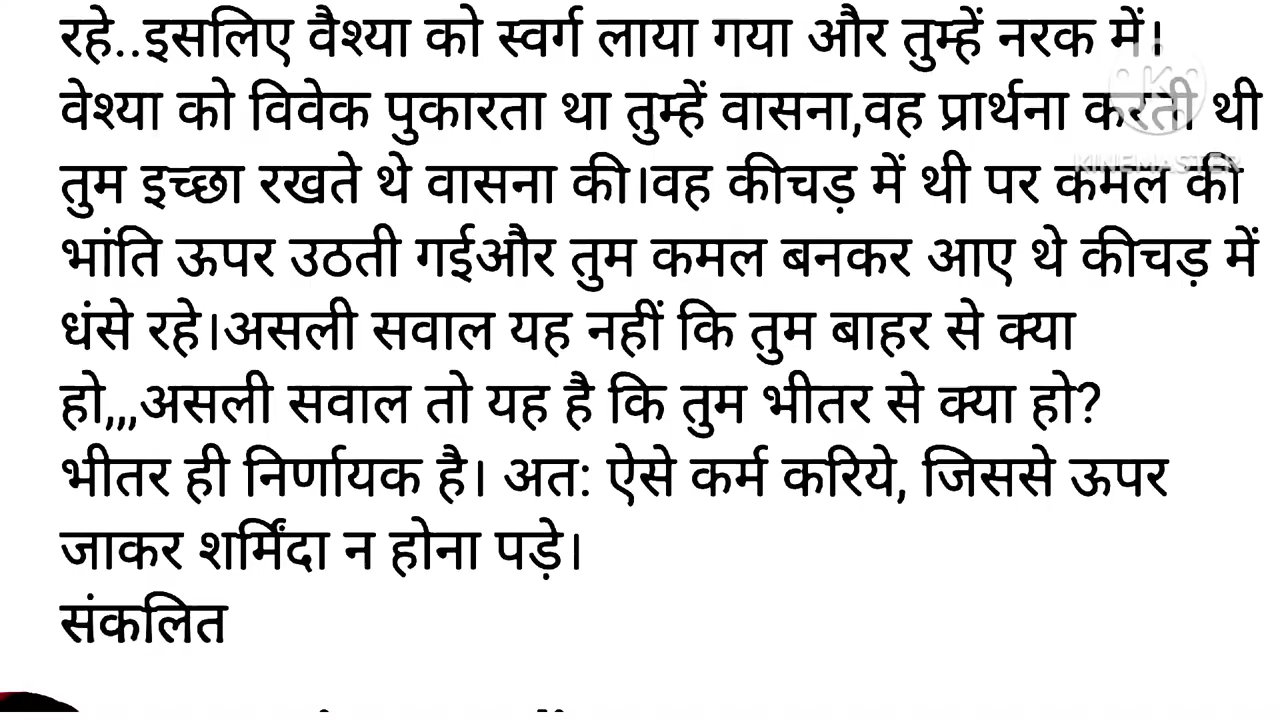 रहे..इसलिए वैश्या को स्वर्ग लाया गया और तुम्हें नरक में।
वेश्या को विवेक पुकारता था तुम्हें वासना,वह प्रार्थना करती थी
तुम इच्छा रखते थे वासना की।वह कीचड़ में थी पर कमल की
भांति ऊपर उठती गईऔर तुम कमल बनकर आए थे कीचड़ में
धंसे रहे।असली सवाल यह नहीं कि तुम बाहर से क्या
हो,,,असली सवाल तो यह है कि तुम भीतर से क्या हो?
भीतर ही निर्णायक है। अत: ऐसे कर्म करिये, जिससे ऊपर
जाकर शर्मिंदा न होना पड़े।
संकलित
KINEMASTER